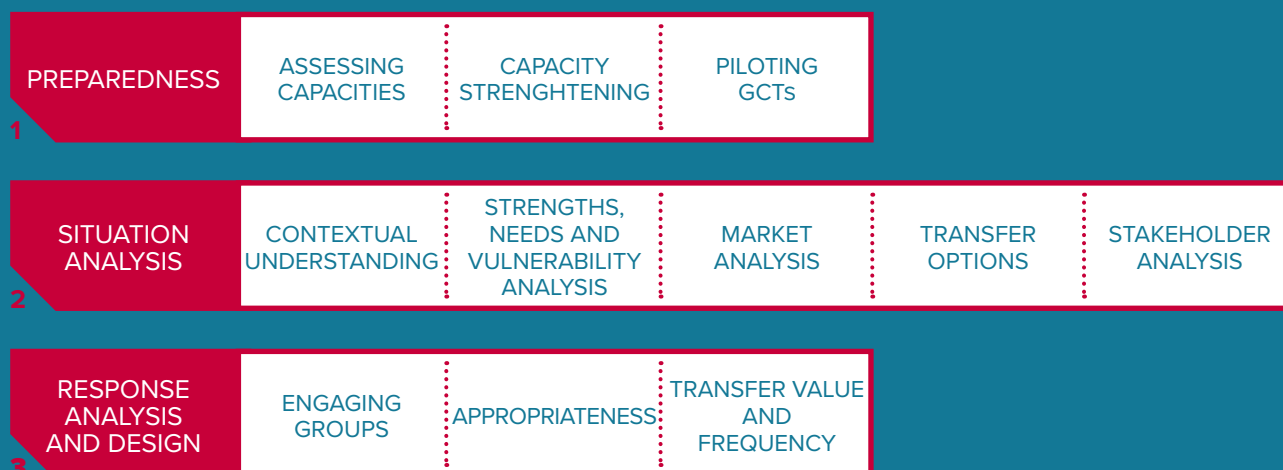 PREPAREDNESS
1
ASSESSING
CAPACITIES
CAPACITY
STRENGHTENING
PILOTING
GCTs
SITUATION
ANALYSIS
2
CONTEXTUAL
UNDERSTANDING
STRENGTHS,
NEEDS AND
VULNERABILITY
ANALYSIS
MARKET
ANALYSIS
TRANSFER
OPTIONS
STAKEHOLDER
ANALYSIS
RESPONSE
ANALYSIS
AND DESIGN
3
ENGAGING
GROUPS
APPROPRIATENESS
TRANSFER VALUE
AND
FREQUENCY